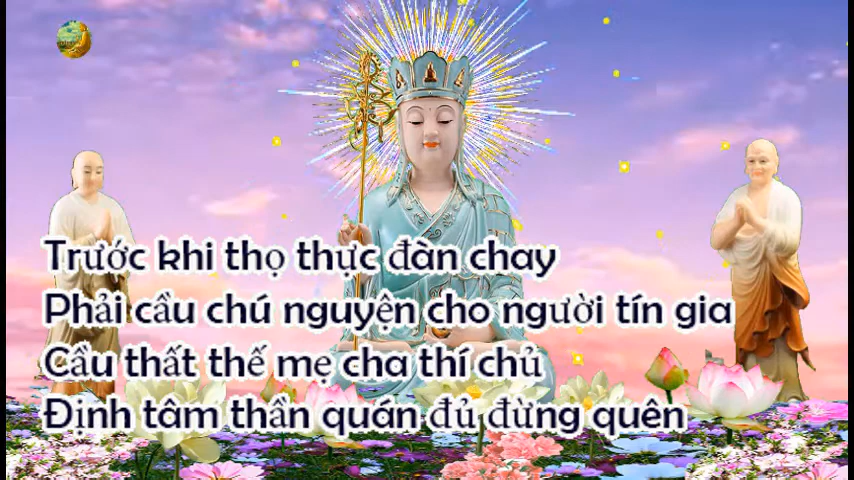 Trước khi thọ thực đàn chay
Phải cầu chú nguyện cho người tín gia
Cầu thất thế mẹ cha thí chủ
Định tâm thần quán đủ đừng quên